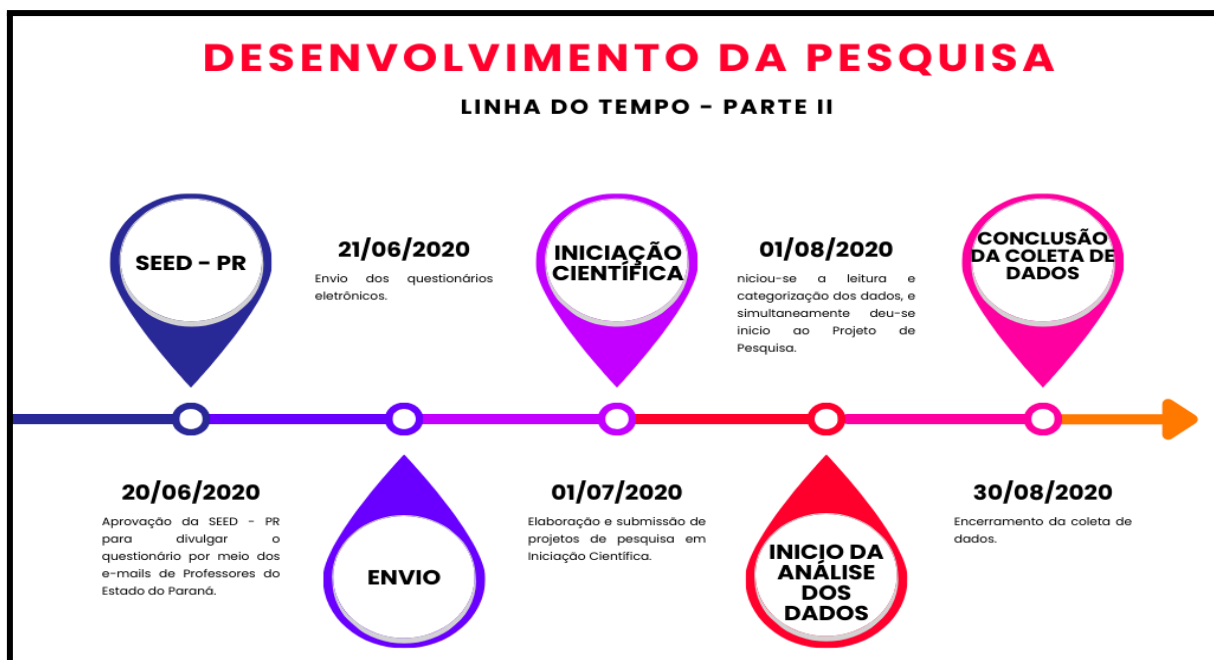 DESENVOLVIMENTO DA PESQUISA
LINHA DO TEMPO - PARTE II
SEED - PR
20/06/2020
Aprovação da SEED - PR
para divulgar o
questionário por meio dos
e-mails de Professores do
Estado do Paraná.
21/06/2020
Envio dos questionários
eletrônicos.
ENVIO
INICIAÇÃO
CIENTÍFICA
01/07/2020
Elaboração e submissão de
projetos de pesquisa em
Iniciação Científica.
01/08/2020
niciou-se a leitura e
categorização dos dados, e
simultaneamente deu-se
inicio ao Projeto de
Pesquisa.
INICIO DA
ANÁLISE
DOS
DADOS
CONCLUSÃO
DA COLETA DE
DADOS
30/08/2020
Encerramento da coleta de
dados.